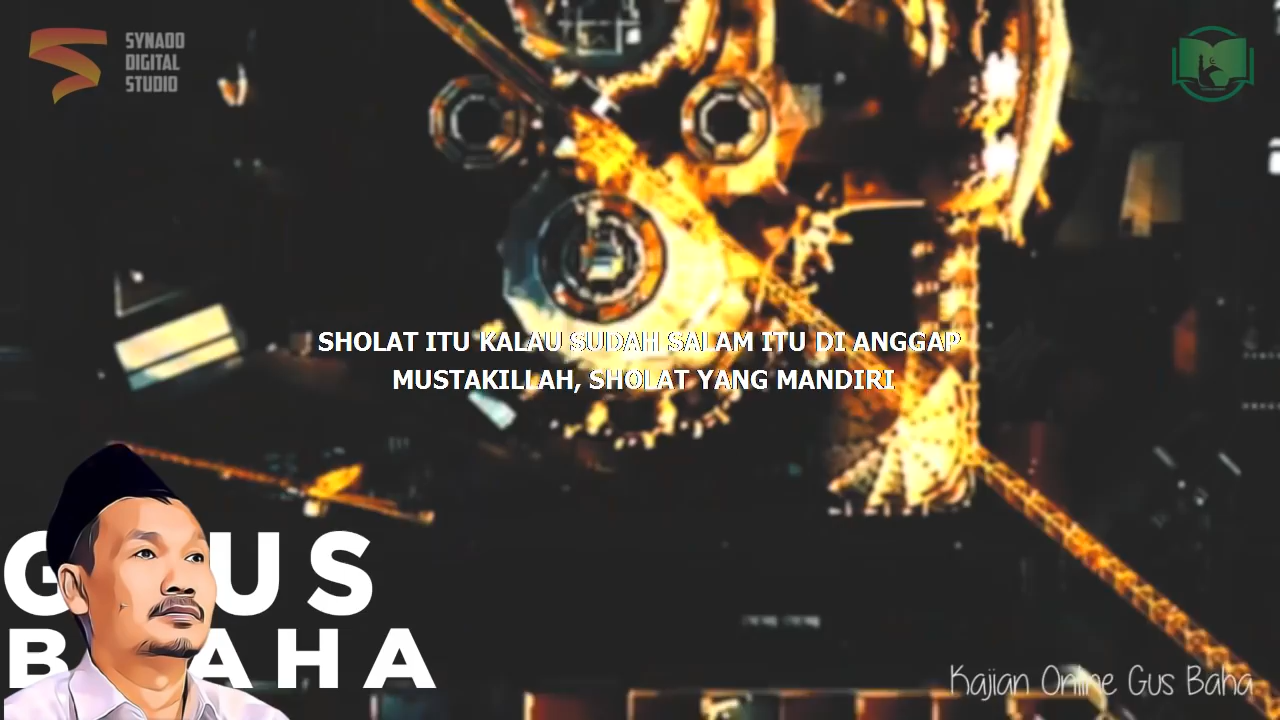 SYNADO
DIGITAL
STUDIO
SHOLAT ITU KALAU SUDAH SALAM ITU DI ANGGAP
MUSTAKILLAH, SHOLAT YANG MANDIRI
GUS
BAHA
Kajian Online Gus Baha